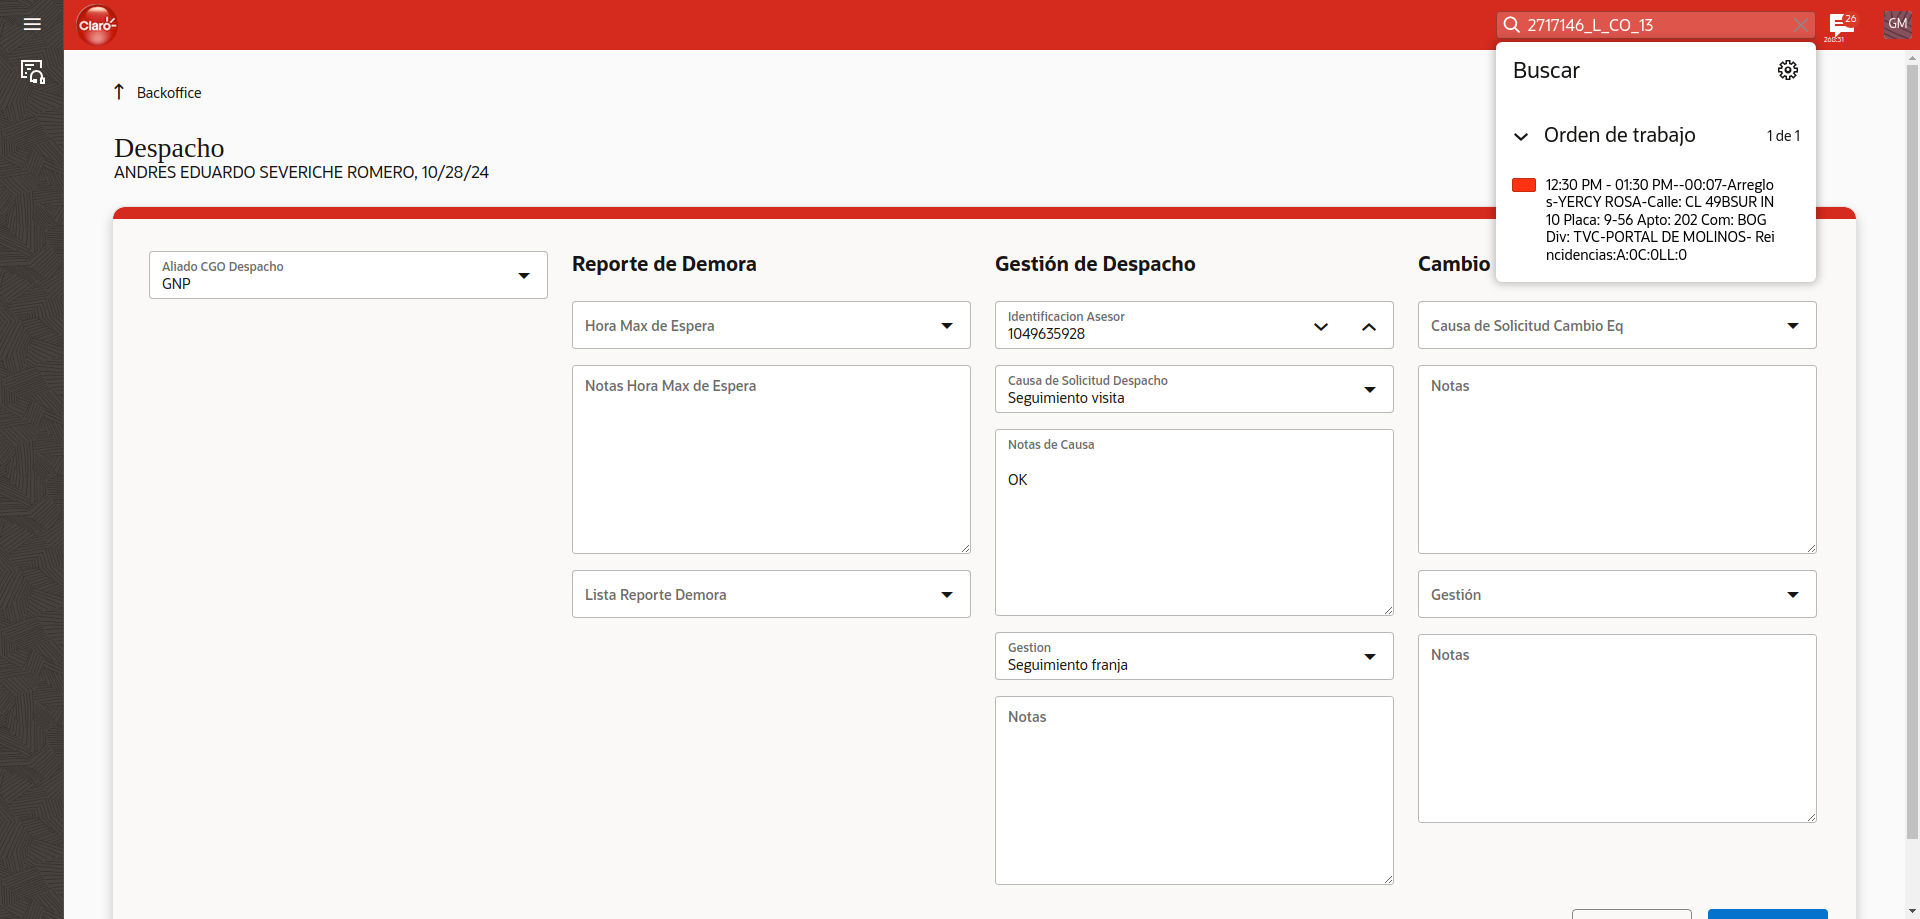 Claro
2717146_L_CO_13
26
260:51
GM
Buscar
Orden de trabajo
1 de 1
12:30 PM - 01:30 PM--00:07-Arreglo
s-YERCY ROSA-Calle: CL 49BSUR IN
10 Placa: 9-56 Apto: 202 Com: BOG
Div: TVC-PORTAL DE MOLINOS- Rei
ncidencias:A:0C:0LL:0
Backoffice
Despacho
ANDRES EDUARDO SEVERICHE ROMERO, 10/28/24
Aliado CGO Despacho
GNP
Reporte de Demora
Hora Max de Espera
Notas Hora Max de Espera
Lista Reporte Demora
Gestión de Despacho
Identificacion Asesor
1049635928
Causa de Solicitud Despacho
Seguimiento visita
Notas de Causa
OK
Gestion
Seguimiento franja
Notas
Cambio
Causa de Solicitud Cambio Eq
Notas
Gestión
Notas